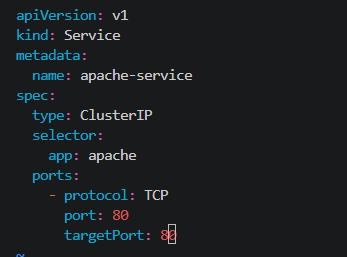 apiVersion: v1
kind: Service
metadata:
  name: apache-service
spec:
  type: ClusterIP
  selector:
    app: apache
  ports:
    - protocol: TCP
      port: 80
      targetPort: 80
~